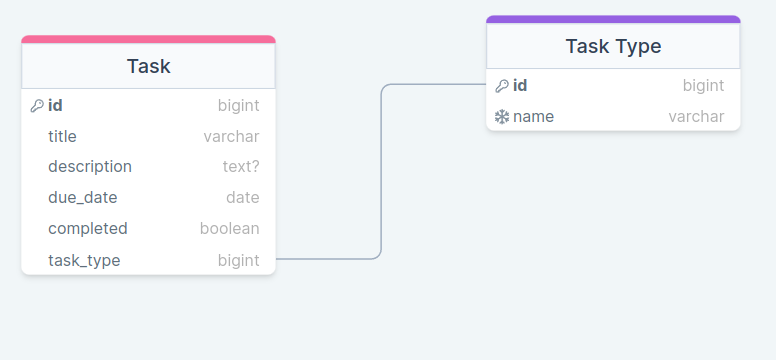 Task
id bigint
title varchar
description text?
due_date date
completed boolean
task_type bigint
Task Type
id bigint
name varchar